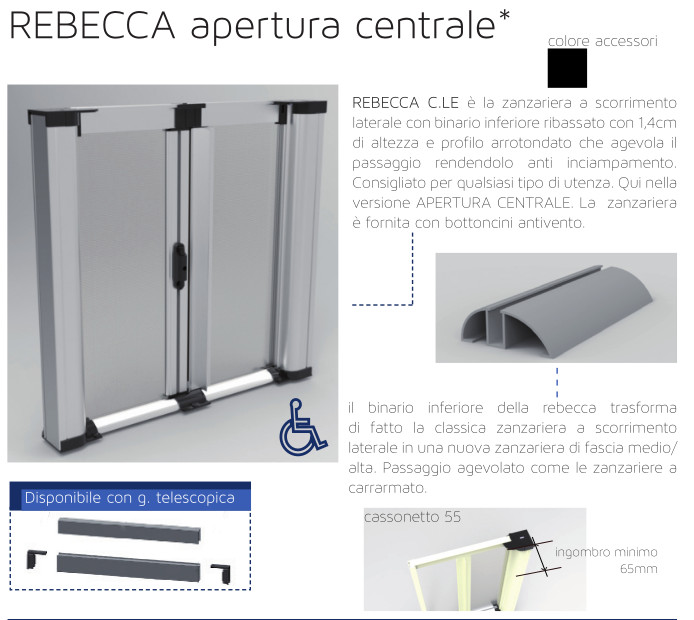 REBECCA apertura centrale*
colore accessori
REBECCA C.LE è la zanzariera a scorrimento
laterale con binario inferiore ribassato con 1,4cm
di altezza e profilo arrotondato che agevola il
passaggio rendendolo anti inciampamento.
Consigliato per qualsiasi tipo di utenza. Qui nella
versione APERTURA CENTRALE. La zanzariera
è fornita con bottoncini antivento.
il binario inferiore della rebecca trasforma
di fatto la classica zanzariera a scorrimento
laterale in una nuova zanzariera di fascia medio/
alta. Passaggio agevolato come le zanzariere a
carrarmato.
Disponibile con g. telescopica
cassonetto 55
ingombro minimo
65mm